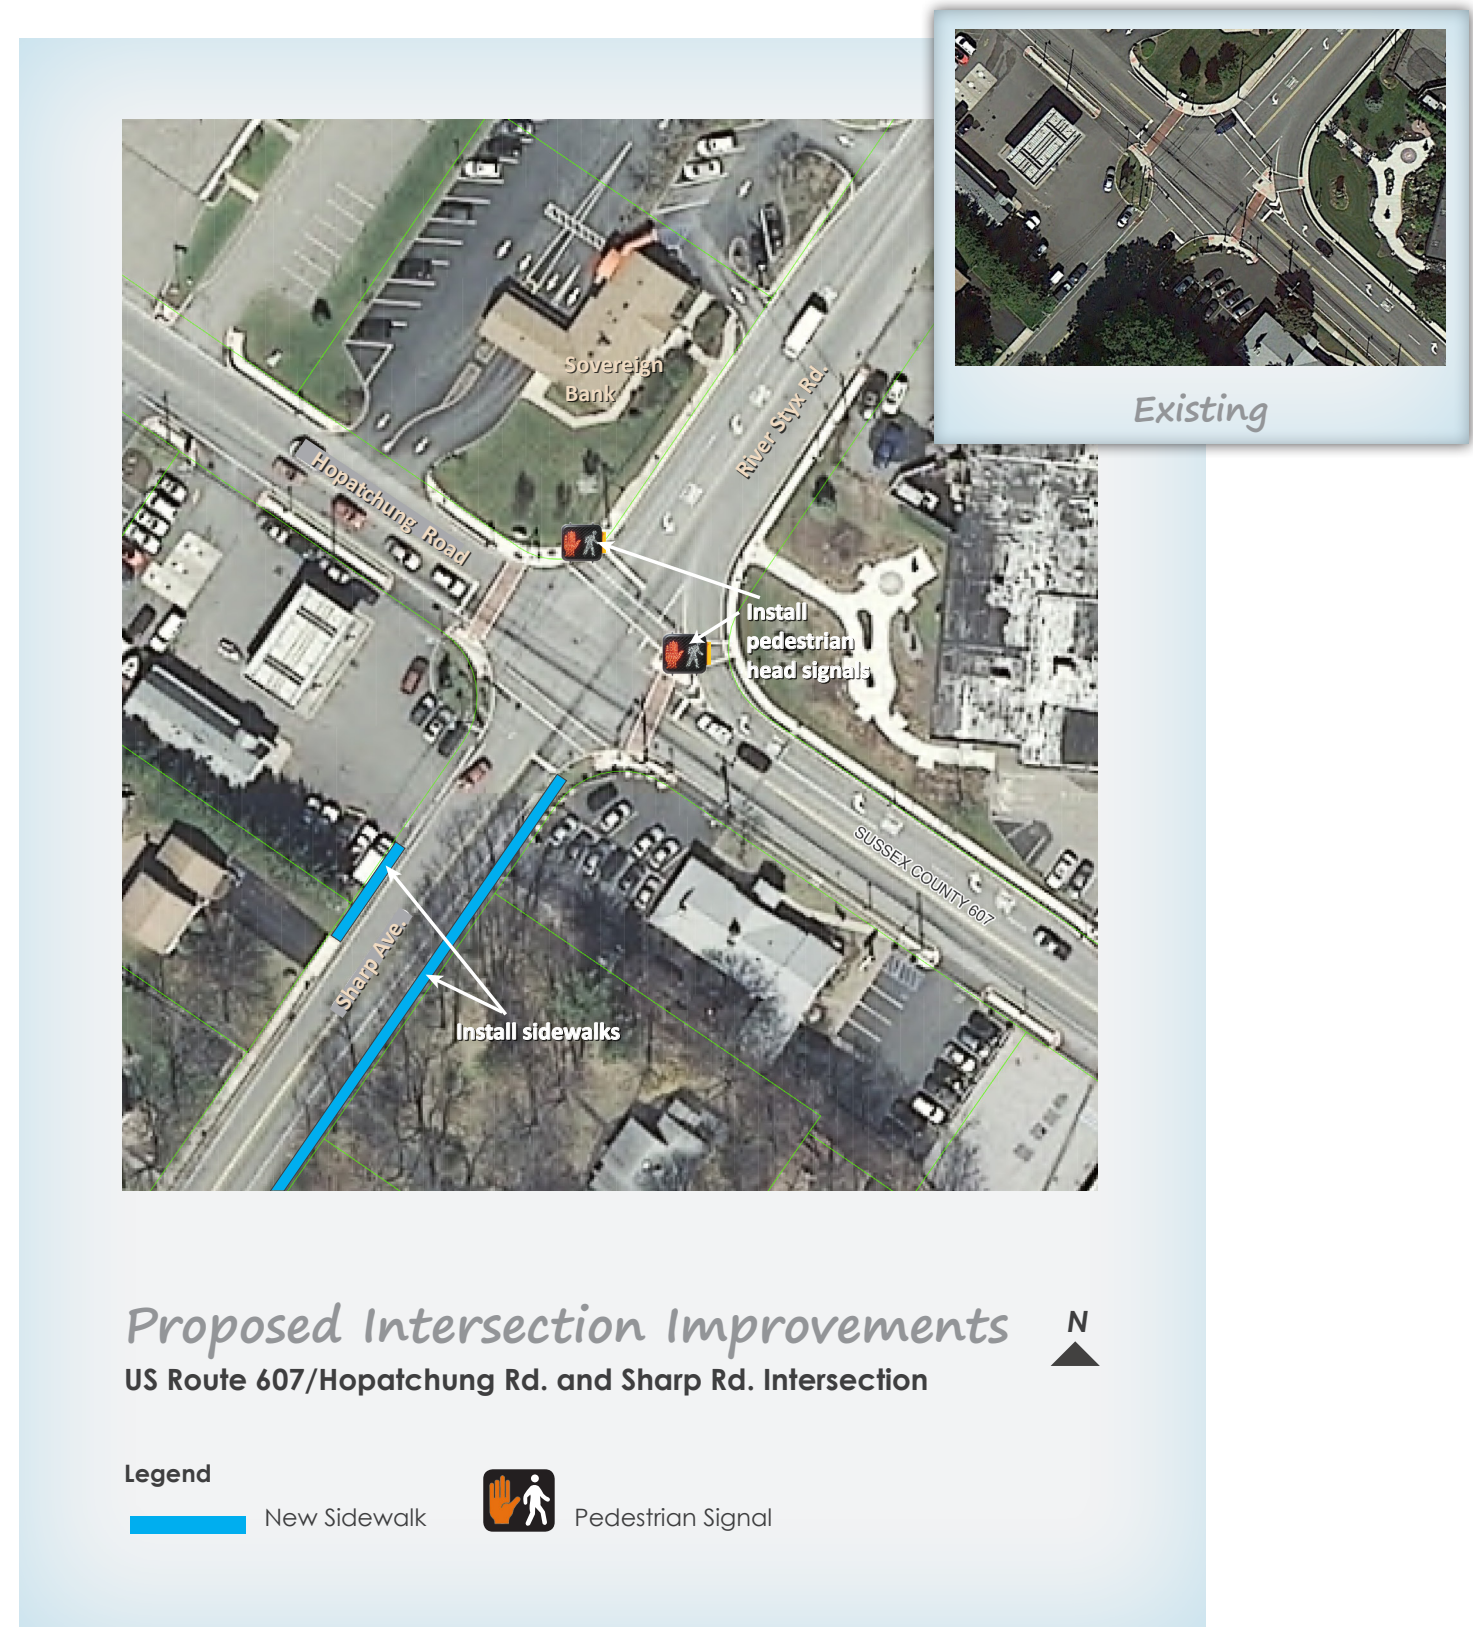 Existing
Sovereign
Bank
River Styx Rd.
Hopatchung Road
Install
pedestrian
head signals
SUSSEX COUNTY 607
Sharp Ave.
Install sidewalks
Proposed Intersection Improvements
N
US Route 607/Hopatchung Rd. and Sharp Rd. Intersection
Legend
New Sidewalk
Pedestrian Signal